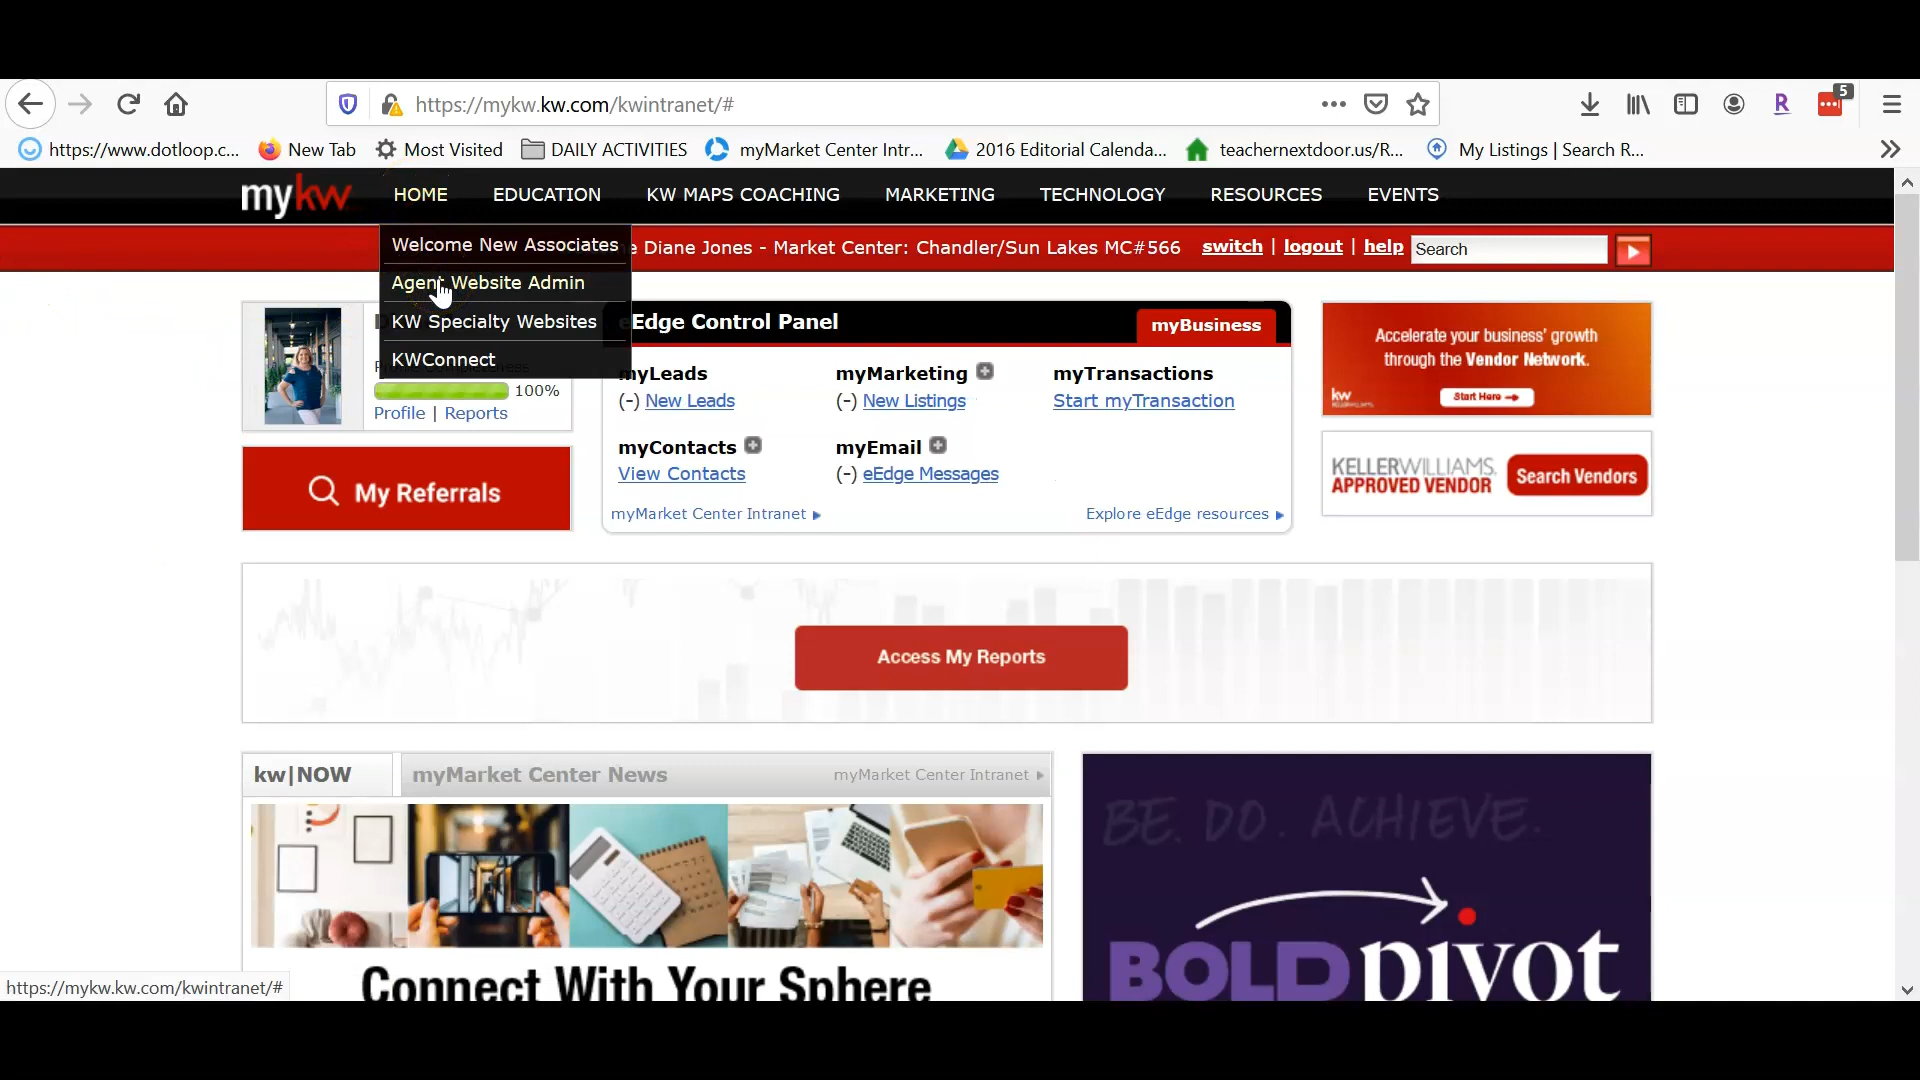 https://mykw.kw.com/kwintranet/#
5
https://www.dotloop.c... New Tab Most Visited DAILY ACTIVITIES myMarket Center Intr... 2016 Editorial Calenda... teachernextdoor.us/R... My Listings | Search R...
mykw HOME EDUCATION KW MAPS COACHING MARKETING TECHNOLOGY RESOURCES EVENTS
Welcome New Associates
Agent Website Admin
KW Specialty Websites
KWConnect
e Diane Jones - Market Center: Chandler/Sun Lakes MC#566 switch | logout | help Search
100%
Profile | Reports
My Referrals
eEdge Control Panel myBusiness
myLeads
(-) New Leads
myMarketing
(-) New Listings
myTransactions
Start myTransaction
myContacts
View Contacts
myEmail
(-) eEdge Messages
myMarket Center Intranet Explore eEdge resources
Accelerate your business' growth
through the Vendor Network.
kw
KELLERWILLIAMS
Start Here
KELLERWILLIAMS.
APPROVED VENDOR
Search Vendors
Access My Reports
kw|NOW myMarket Center News myMarket Center Intranet
Connect With Your Sphere
BE. DO. ACHIEVE.
BOLD pivot
https://mykw.kw.com/kwintranet/#